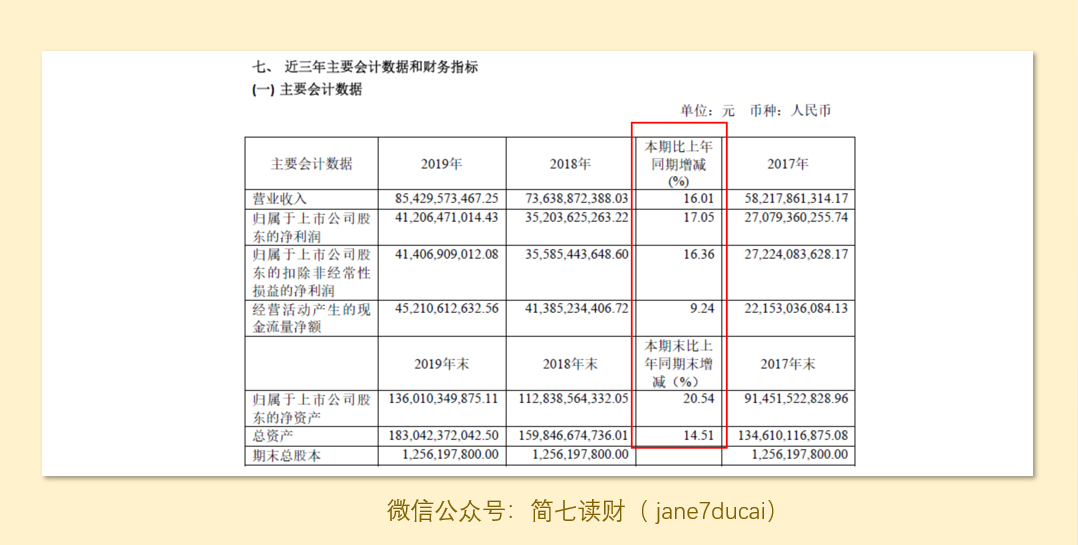 七、 近三年主要会计数据和财务指标
(一) 主要会计数据
单位：元 币种：人民币
主要会计数据 2019年 2018年 本期比上年同期增减(%) 2017年
营业收入 85,429,573,467.25 73,638,872,388.03 16.01 58,217,861,314.17
归属于上市公司股东的净利润 41,206,471,014.43 35,203,625,263.22 17.05 27,079,360,255.74
归属于上市公司股东的扣除非经常性损益的净利润 41,406,909,012.08 35,585,443,648.60 16.36 27,224,083,628.17
经营活动产生的现金流量净额 45,210,612,632.56 41,385,234,406.72 9.24 22,153,036,084.13
2019年末 2018年末 本期末比上年同期末增减（%） 2017年末
归属于上市公司股东的净资产 136,010,349,875.11 112,838,564,332.05 20.54 91,451,522,828.96
总资产 183,042,372,042.50 159,846,674,736.01 14.51 134,610,116,875.08
期末总股本 1,256,197,800.00 1,256,197,800.00 1,256,197,800.00
微信公众号：简七读财（ jane7ducai）